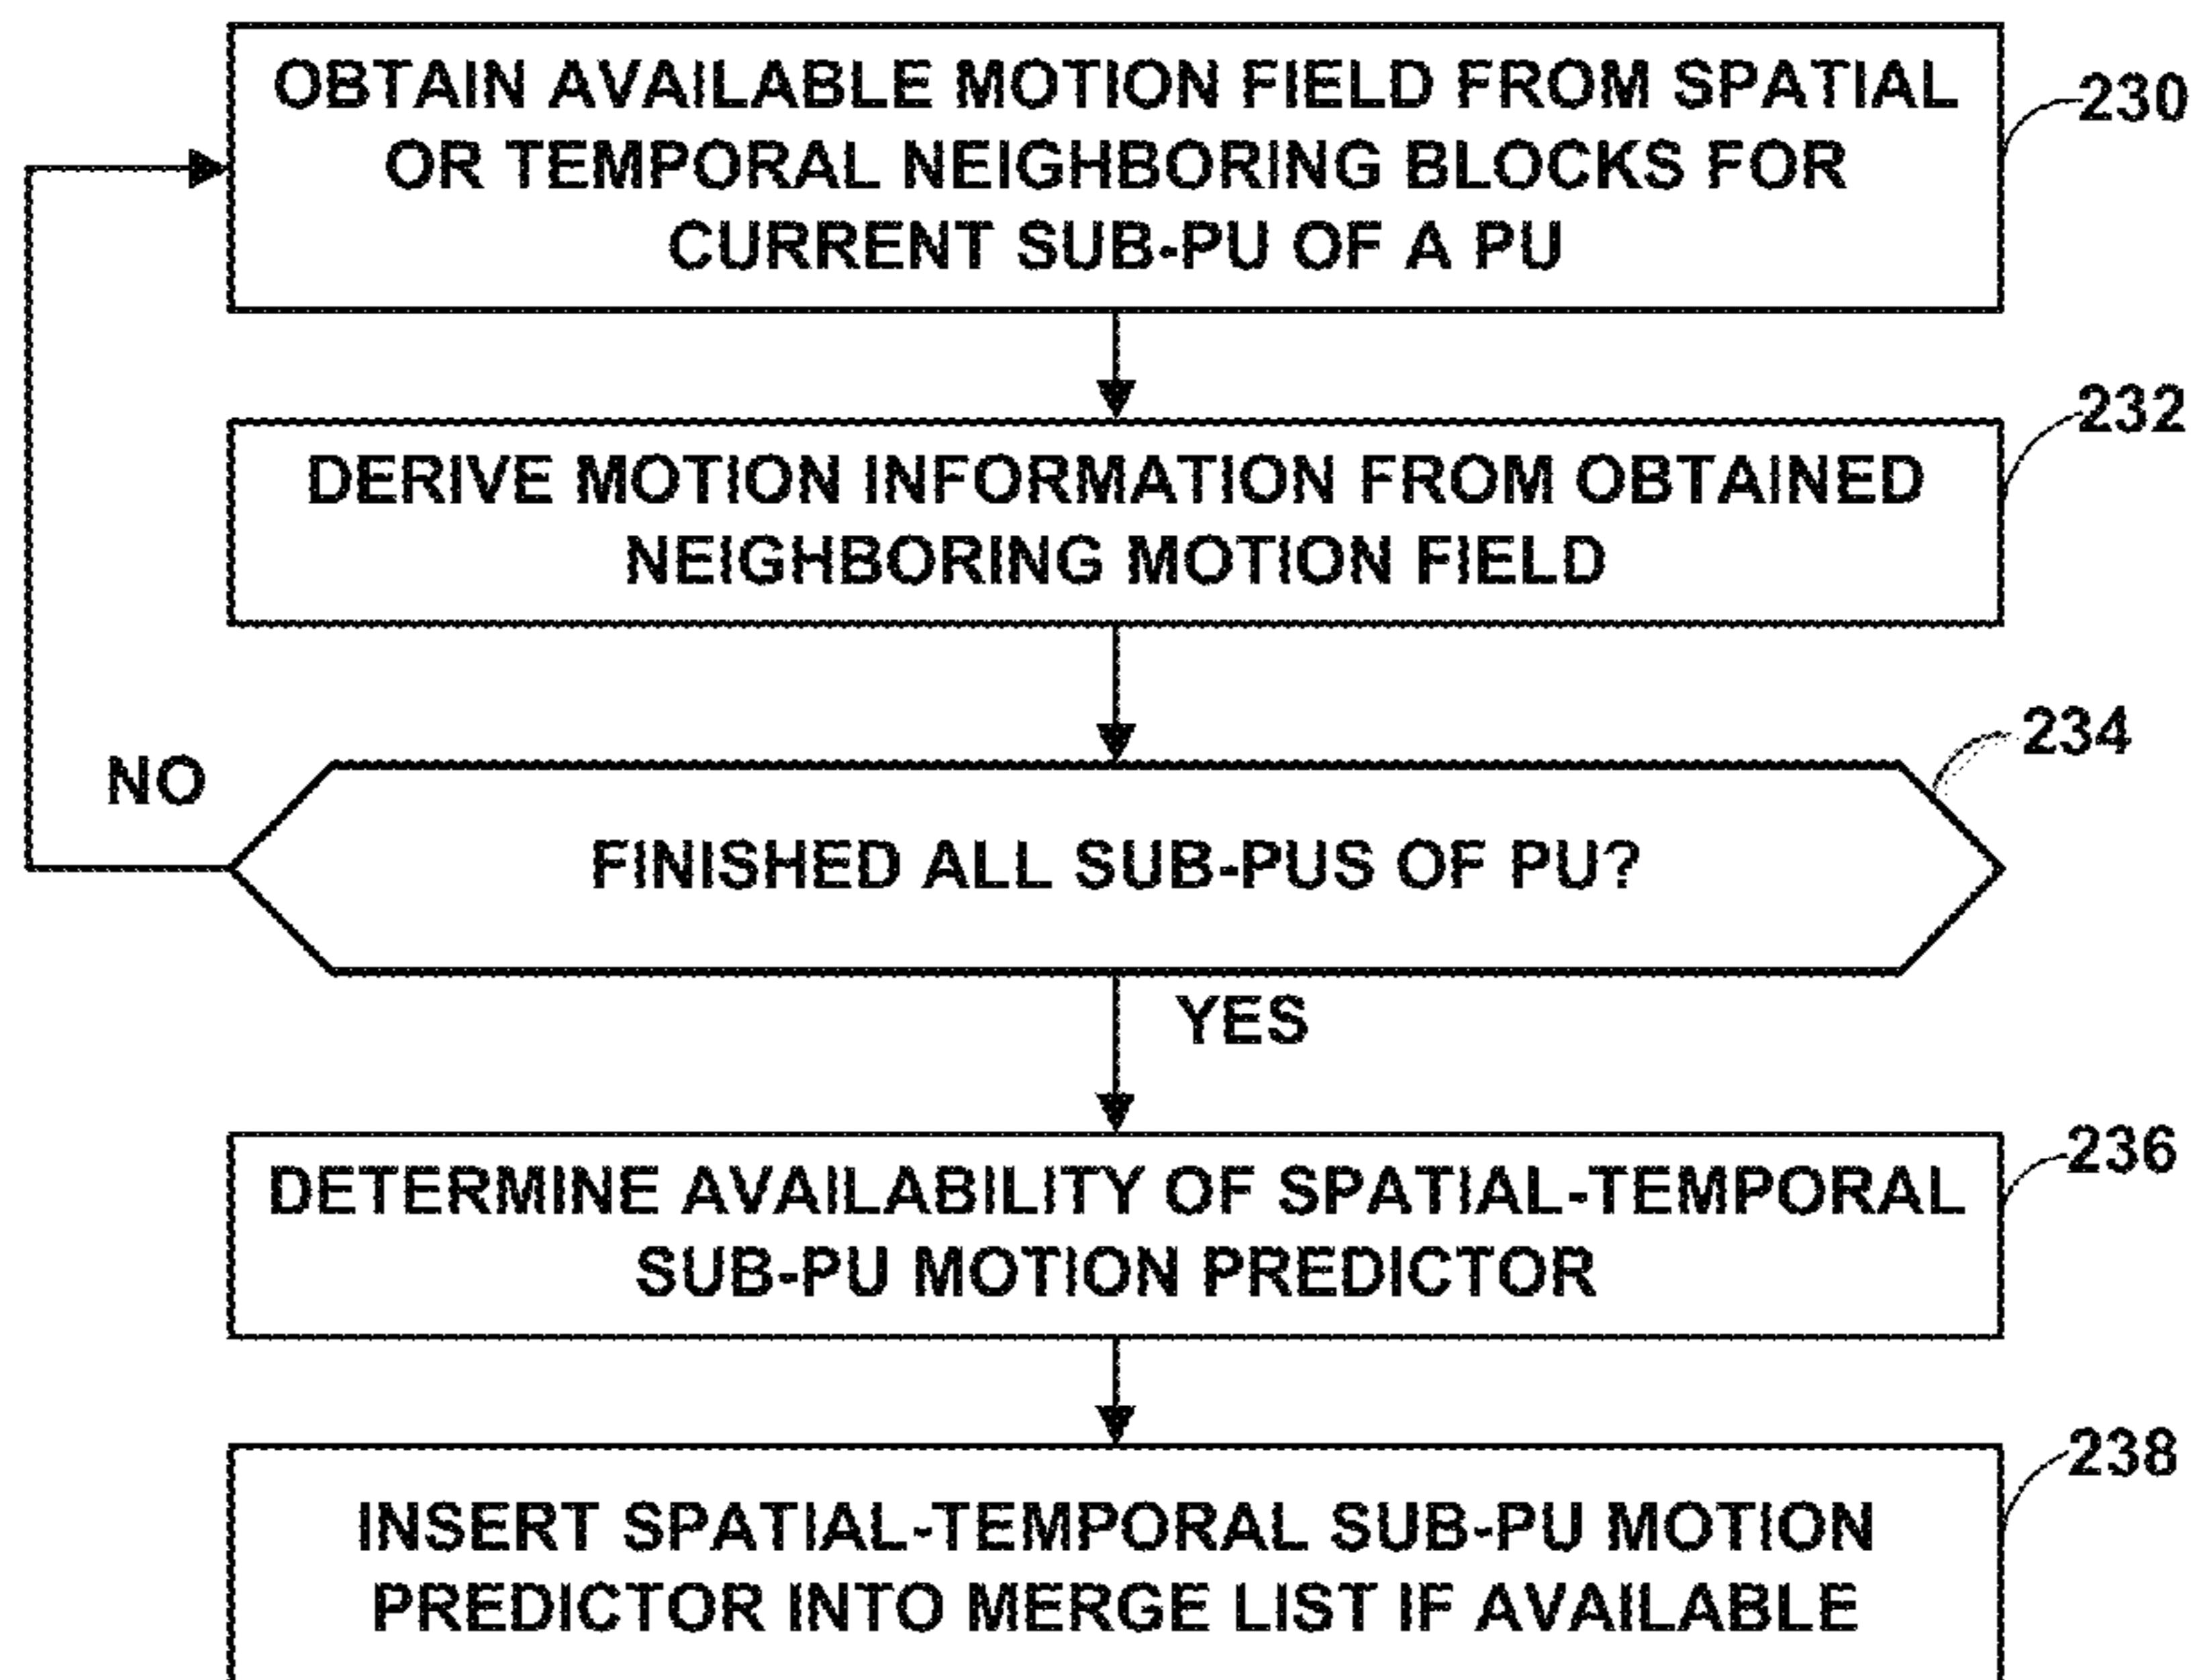 OBTAIN AVAILABLE MOTION FIELD FROM SPATIAL
OR TEMPORAL NEIGHBORING BLOCKS FOR
CURRENT SUB-PU OF A PU
230
DERIVE MOTION INFORMATION FROM OBTAINED
NEIGHBORING MOTION FIELD
232
NO
FINISHED ALL SUB-PUS OF PU?
234
YES
DETERMINE AVAILABILITY OF SPATIAL-TEMPORAL
SUB-PU MOTION PREDICTOR
236
INSERT SPATIAL-TEMPORAL SUB-PU MOTION
PREDICTOR INTO MERGE LIST IF AVAILABLE
238